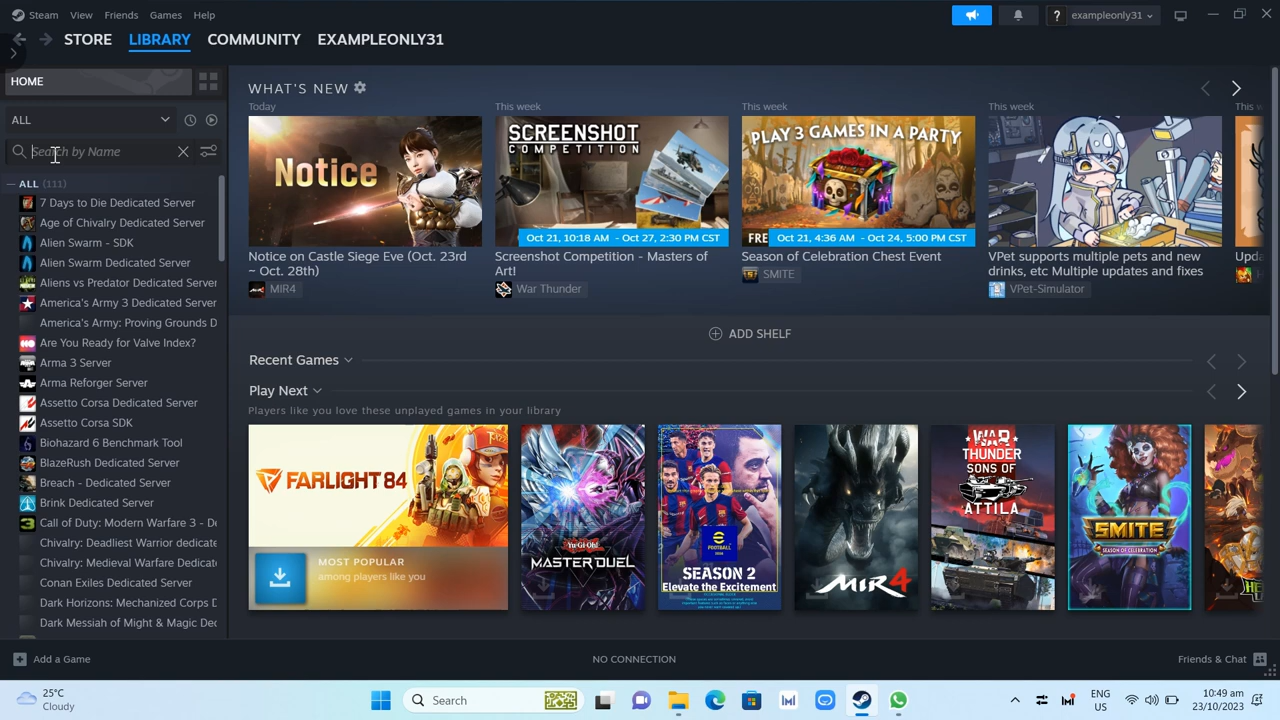 Steam View Friends Games Help
exampleonly31
STORE LIBRARY COMMUNITY EXAMPLEONLY31
HOME
ALL
Search by Name
ALL (111)
7 Days to Die Dedicated Server
Age of Chivalry Dedicated Server
Alien Swarm - SDK
Alien Swarm Dedicated Server
Aliens vs Predator Dedicated Server
America's Army 3 Dedicated Server
America's Army: Proving Grounds D
Are You Ready for Valve Index?
Arma 3 Server
Arma Reforger Server
Assetto Corsa Dedicated Server
Assetto Corsa SDK
Biohazard 6 Benchmark Tool
BlazeRush Dedicated Server
Breach - Dedicated Server
Brink Dedicated Server
Call of Duty: Modern Warfare 3 - De
Chivalry: Deadliest Warrior dedicate
Chivalry: Medieval Warfare Dedicate
Conan Exiles Dedicated Server
Dark Horizons: Mechanized Corps D
Dark Messiah of Might & Magic Dec
WHAT'S NEW
Today
Notice
Notice on Castle Siege Eve (Oct. 23rd
~ Oct. 28th)
MIR4
This week
SCREENSHOT
COMPETITION
Oct 21, 10:18 AM - Oct 27, 2:30 PM CST
Screenshot Competition - Masters of
Art!
War Thunder
This week
PLAY 3 GAMES IN A PARTY
FREE
Oct 21, 4:36 AM - Oct 24, 5:00 PM CST
Season of Celebration Chest Event
SMITE
This week
VPet supports multiple pets and new
drinks, etc Multiple updates and fixes
VPet-Simulator
This w
Upda
ADD SHELF
Recent Games
Play Next
Players like you love these unplayed games in your library
FARLIGHT 84
MOST POPULAR
among players like you
Yu-Gi-Oh!
MASTER DUEL
FOOTBALL
SEASON 2
Elevate the Excitement
MIR4
WAR
THUNDER
SONS OF
ATTILA
SMITE
SEASON OF CELEBRATION
Add a Game
NO CONNECTION
Friends & Chat
25°C
Cloudy
Search
ENG
US
10:49 am
23/10/2023